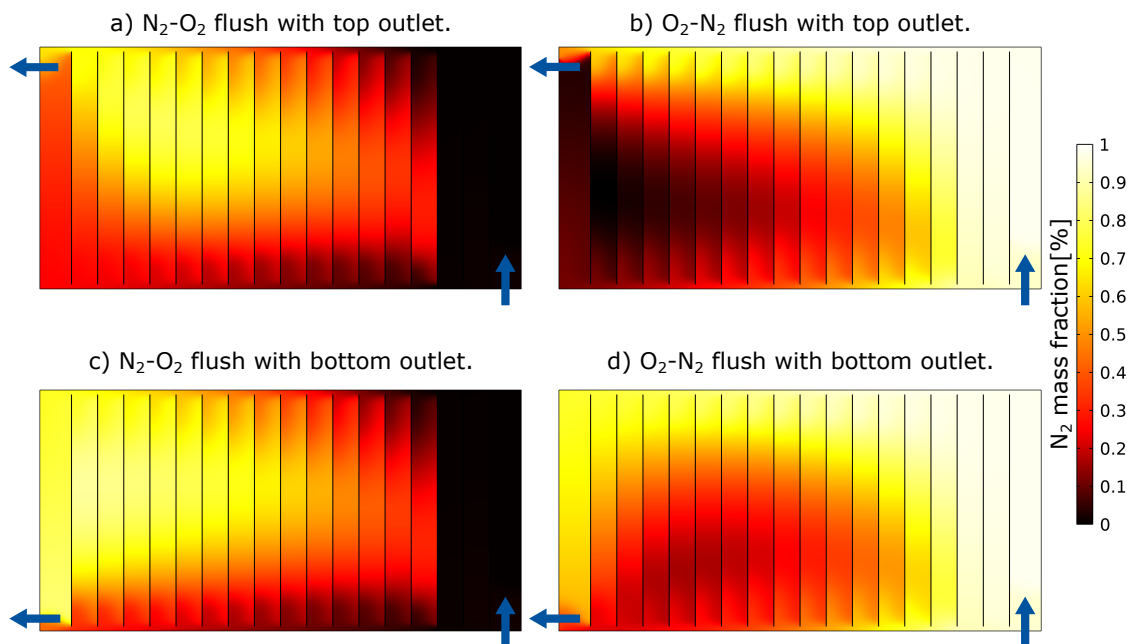 a) N₂-O₂ flush with top outlet.
b) O₂-N₂ flush with top outlet.
c) N₂-O₂ flush with bottom outlet.
d) O₂-N₂ flush with bottom outlet.
1
0.9
0.8
0.7
0.6
0.5
0.4
0.3
0.2
0.1
0
N₂ mass fraction[%]